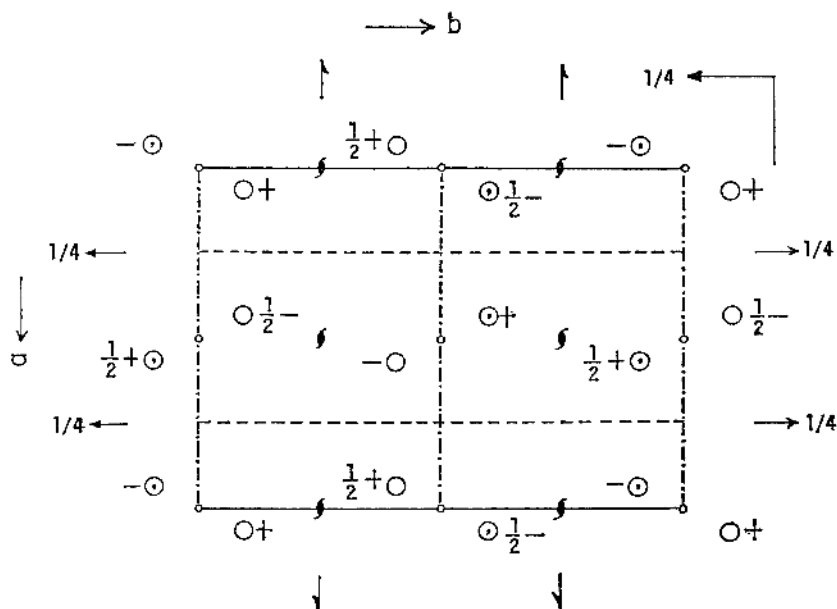 b
1/4
− 1/2 + −
+ 1/2 − +
1/4 1/4
1/2 − + 1/2 −
a
1/2 + − 1/2 +
1/4 1/4
− 1/2 + −
+ 1/2 − +